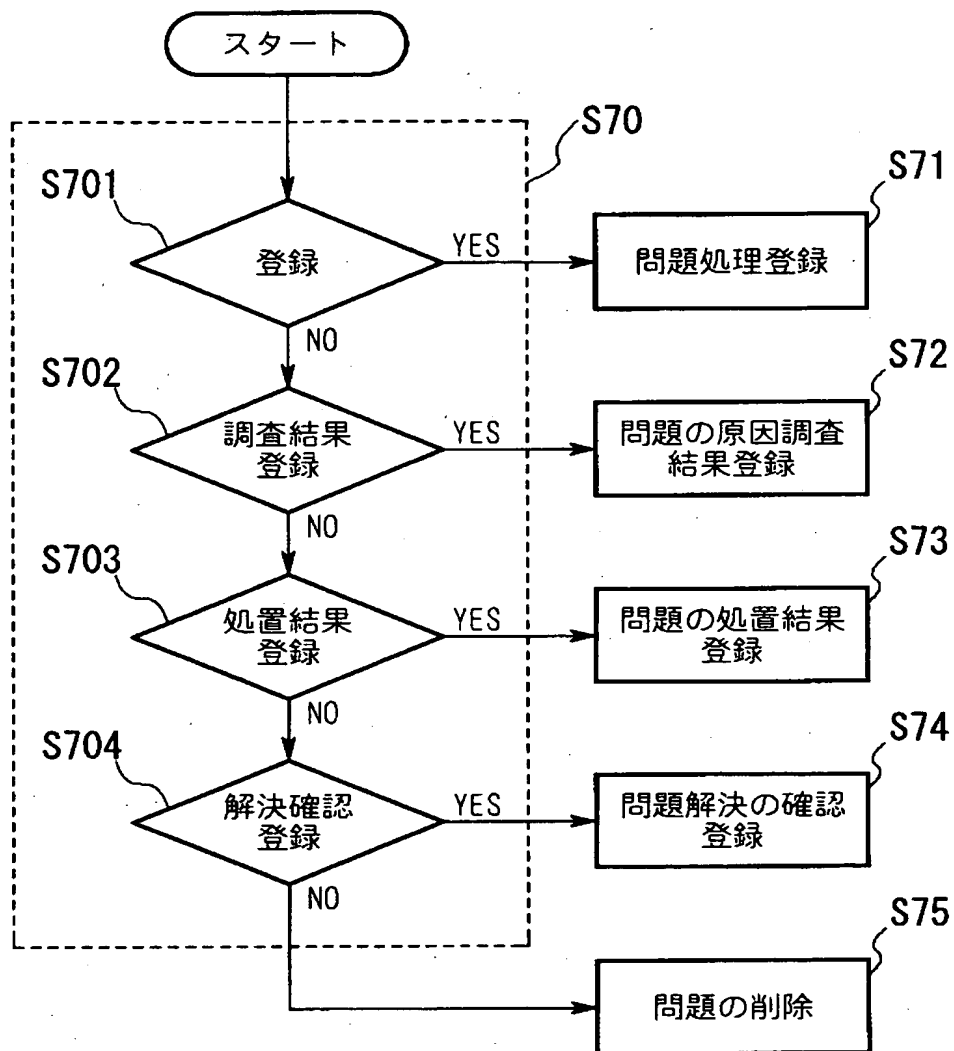 スタート
S70
S701
登録
YES
S71
問題処理登録
NO
S702
調査結果
登録
YES
S72
問題の原因調査
結果登録
NO
S703
処置結果
登録
YES
S73
問題の処置結果
登録
NO
S704
解決確認
登録
YES
S74
問題解決の確認
登録
NO
S75
問題の削除